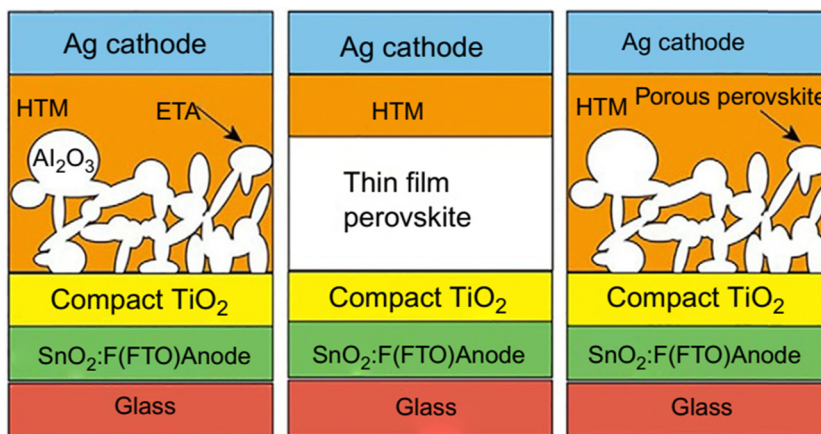 Ag cathode
HTM
ETA
Al₂O₃
Compact TiO₂
SnO₂:F(FTO)Anode
Glass
Ag cathode
HTM
Thin film
perovskite
Compact TiO₂
SnO₂:F(FTO)Anode
Glass
Ag cathode
HTM
Porous perovskite
Compact TiO₂
SnO₂:F(FTO)Anode
Glass